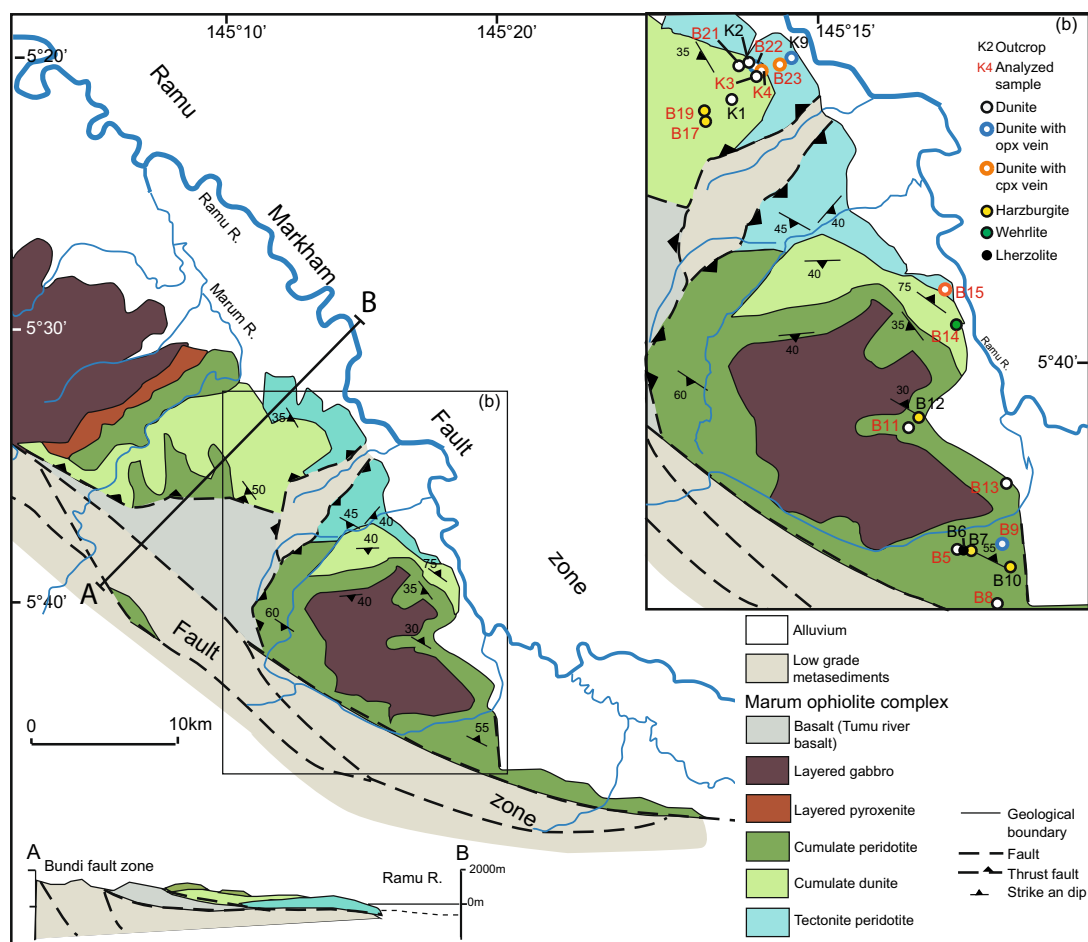 145°10'
145°20'
5°20'
5°30'
5°40'
Ramu
Markham
Fault
zone
Ramu R.
Marum R.
B
A
(b)
35
50
45
40
40
75
35
40
30
60
55
Fault
zone
0
10km
A
B
Bundi fault zone
Ramu R.
2000m
0m
145°15'
(b)
5°40'
35
B21
K2
B22
K9
K3
K4
B23
K1
B19
B17
45
40
40
75
B15
35
B14
40
Ramu R.
60
30
B12
B11
B13
B6
B7
B9
B5
55
B10
B8
K2 Outcrop
K4 Analyzed
sample
Dunite
Dunite with
opx vein
Dunite with
cpx vein
Harzburgite
Wehrlite
Lherzolite
Alluvium
Low grade
metasediments
Marum ophiolite complex
Basalt (Tumu river
basalt)
Layered gabbro
Layered pyroxenite
Cumulate peridotite
Cumulate dunite
Tectonite peridotite
Geological
boundary
Fault
Thrust fault
Strike an dip